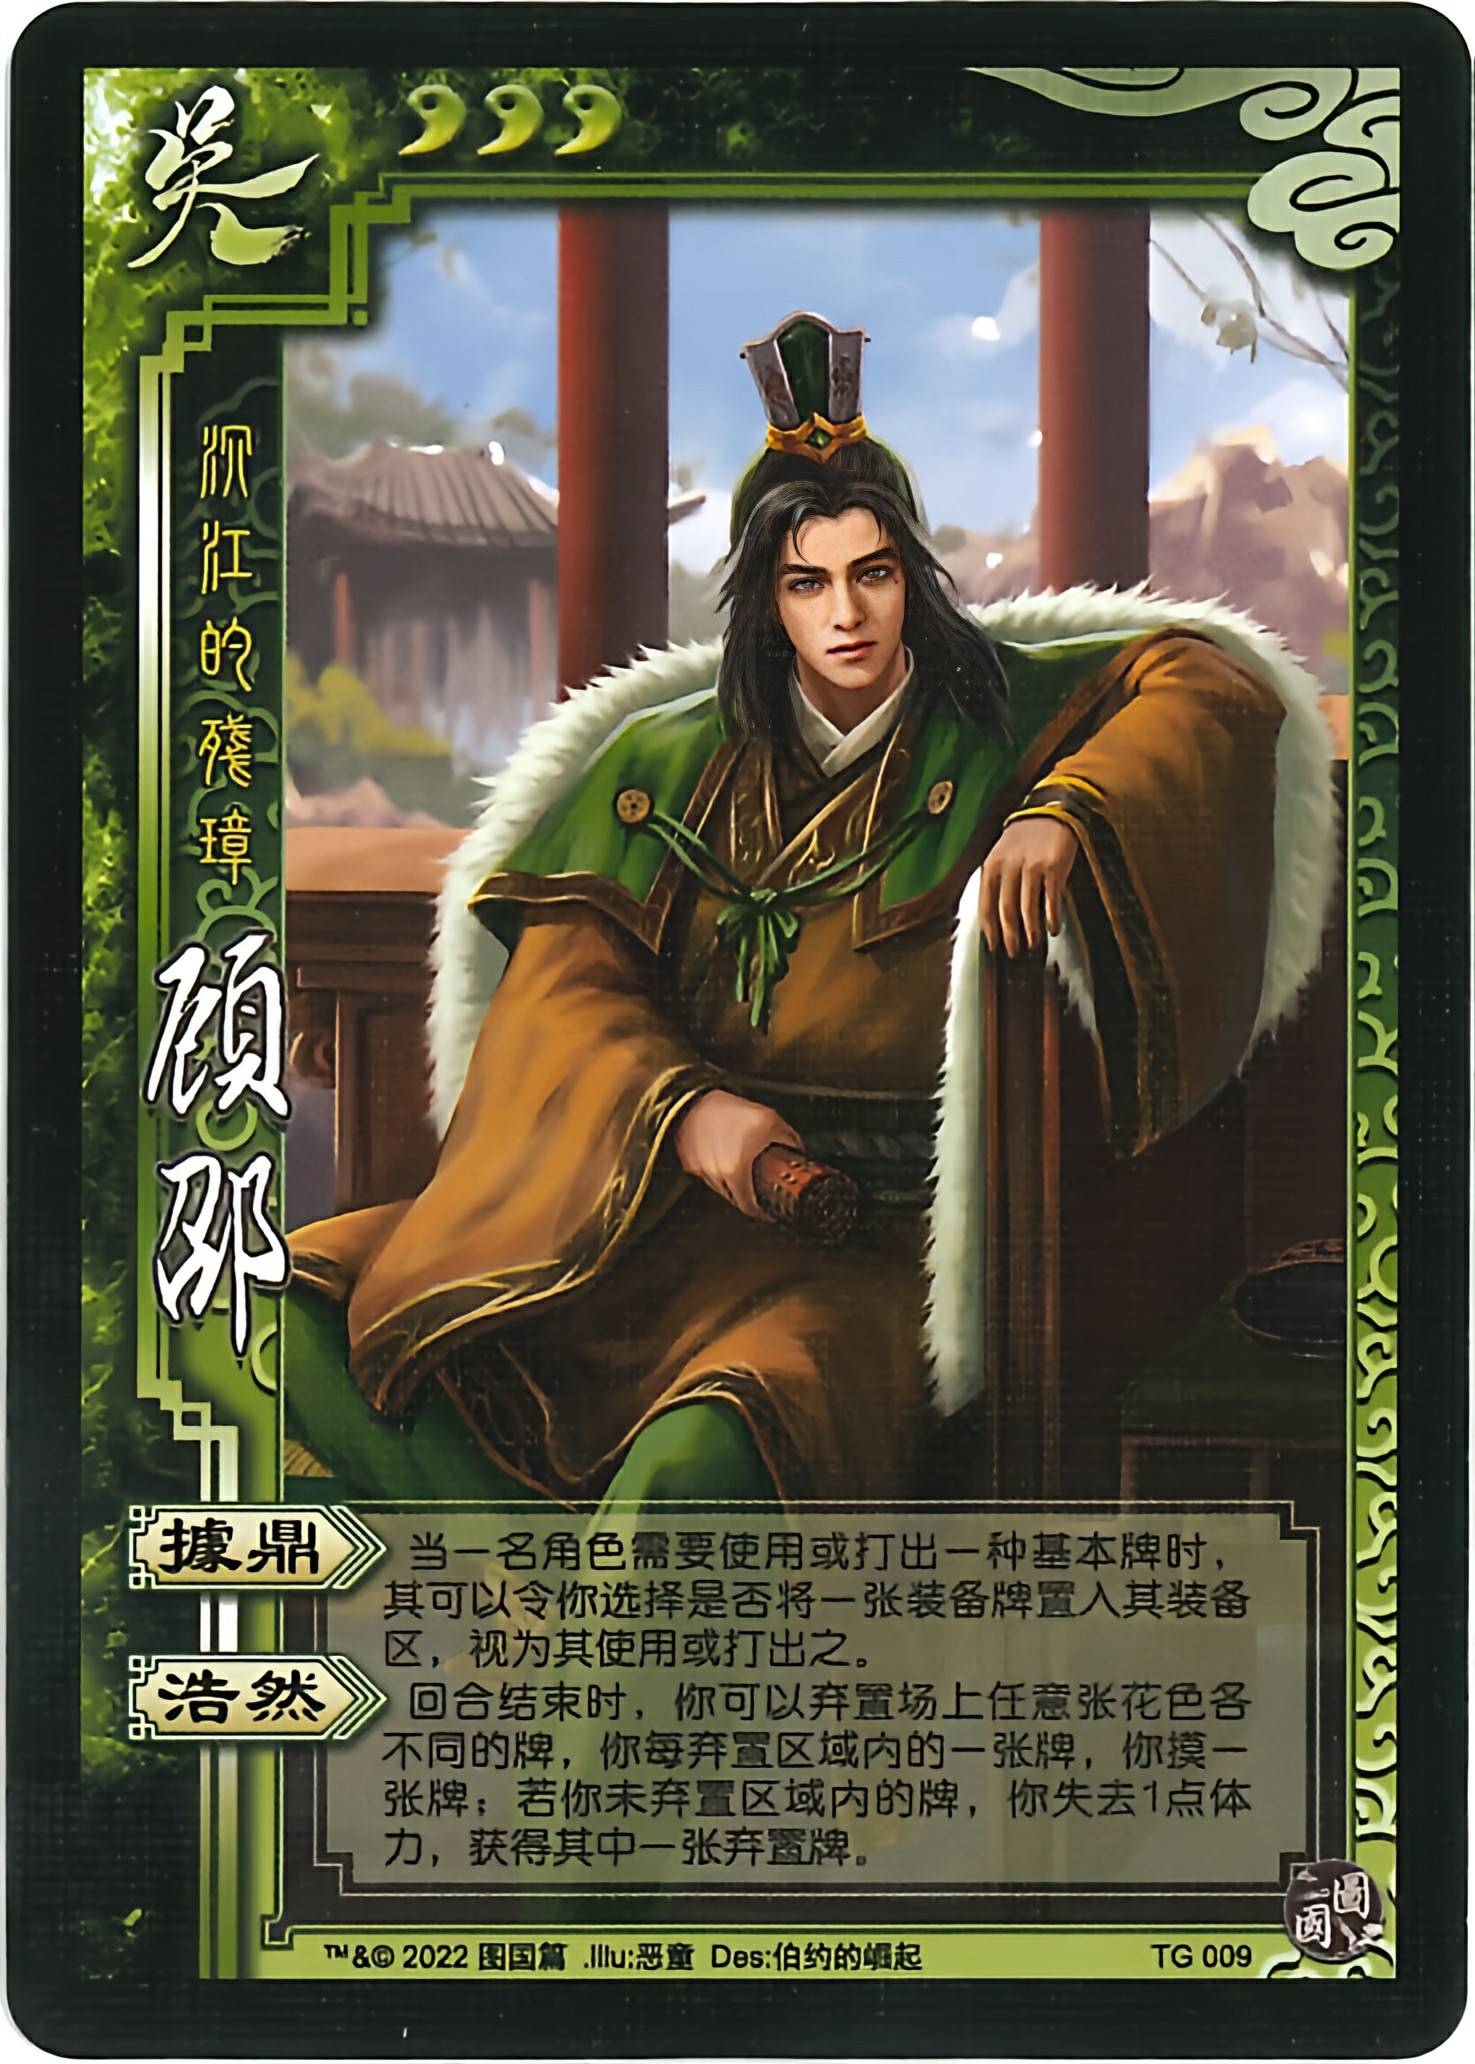 吴
沉江的殘璋
顧邵
據鼎
当一名角色需要使用或打出一种基本牌时，
其可以令你选择是否将一张装备牌置入其装备
区，视为其使用或打出之。
浩然
回合结束时，你可以弃置场上任意张花色各
不同的牌，你每弃置区域内的一张牌，你摸一
张牌；若你未弃置区域内的牌，你失去1点体
力，获得其中一张弃置牌。
圖國
™&© 2022 图国篇 .Illu:恶童 Des:伯约的崛起
TG 009